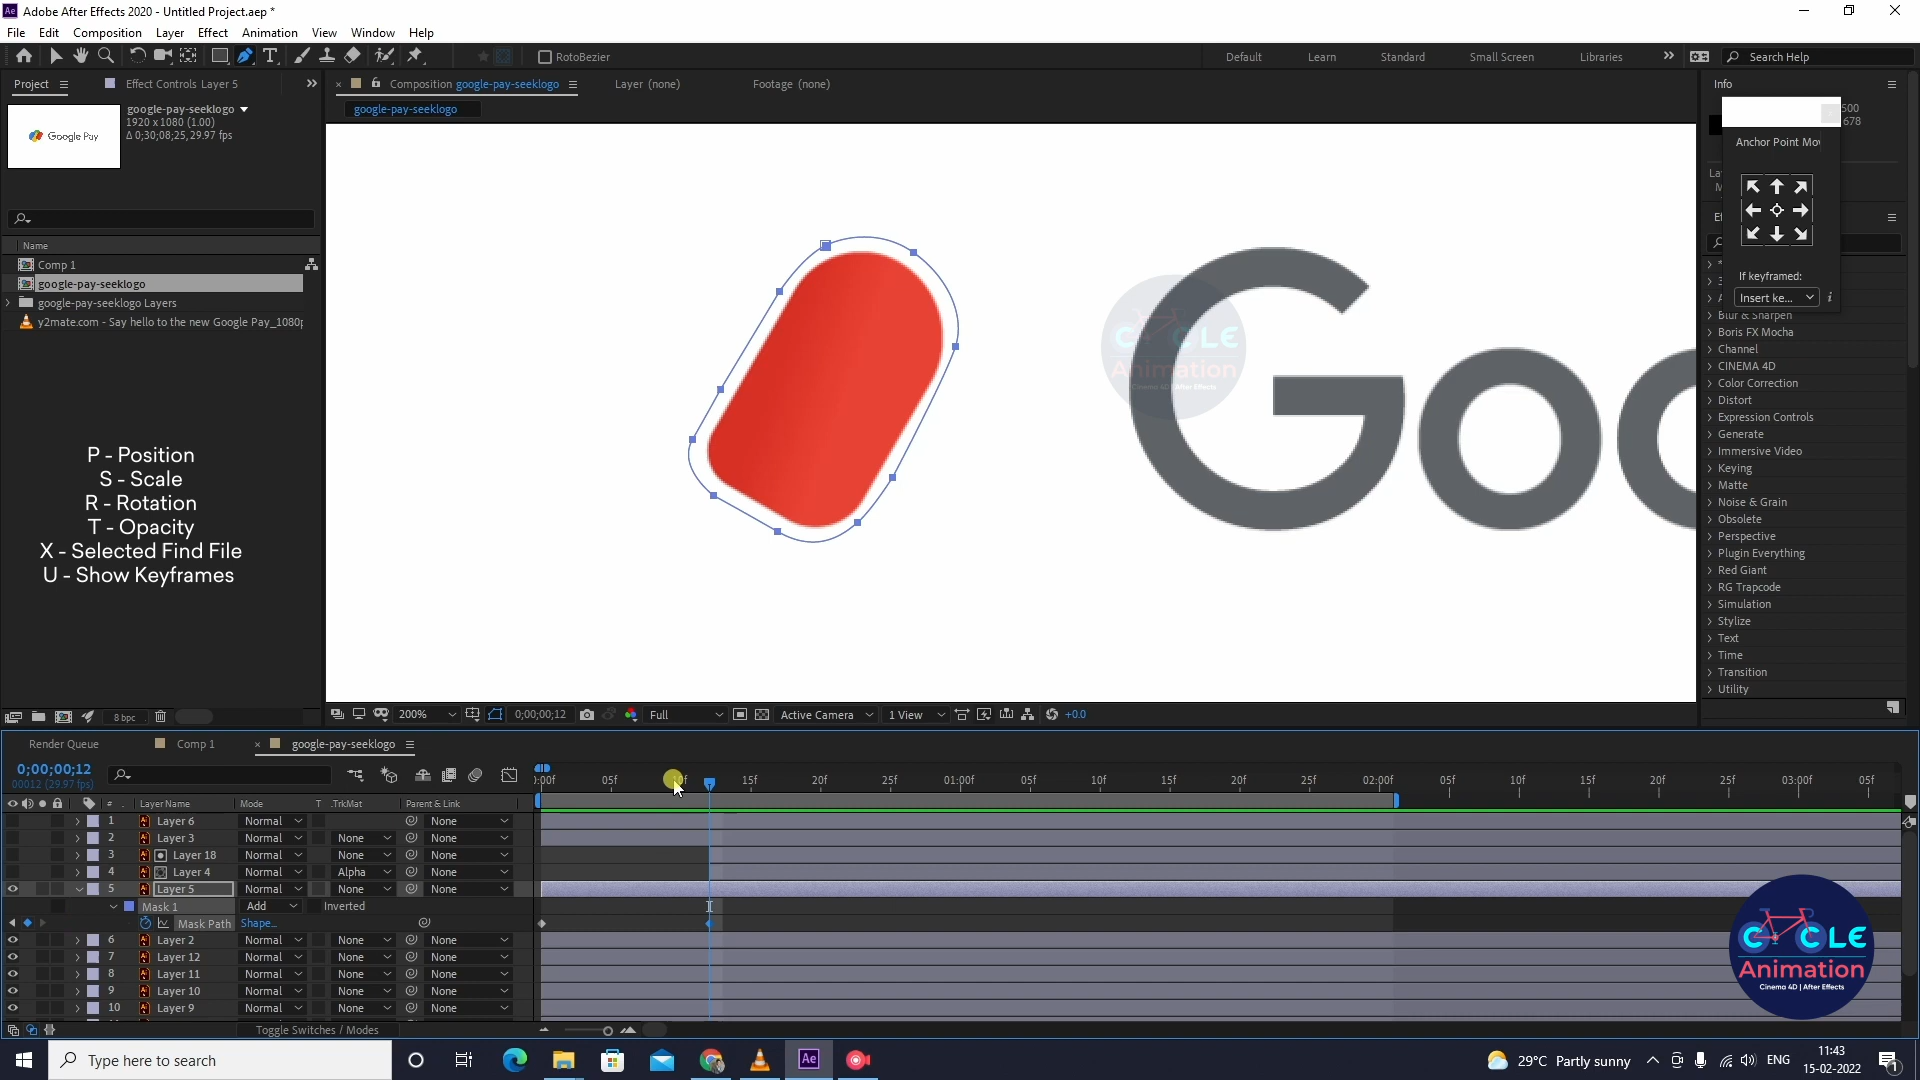 Adobe After Effects 2020 - Untitled Project.aep *
File Edit Composition Layer Effect Animation View Window Help
RotoBezier
Default Learn Standard Small Screen Libraries
Search Help
Project
Effect Controls Layer 5
Composition google-pay-seeklogo
Layer (none)
Footage (none)
Info
google-pay-seeklogo
1920 x 1080 (1.00)
Δ 0;30;08;25, 29.97 fps
Google Pay
google-pay-seeklogo
500
678
Anchor Point Mov
If keyframed:
Insert ke...
Name
Comp 1
google-pay-seeklogo
google-pay-seeklogo Layers
y2mate.com - Say hello to the new Google Pay_1080p
P - Position
S - Scale
R - Rotation
T - Opacity
X - Selected Find File
U - Show Keyframes
Goo
CYCLE
Animation
Cinema 4D | After Effects
Blur & Sharpen
Boris FX Mocha
Channel
CINEMA 4D
Color Correction
Distort
Expression Controls
Generate
Immersive Video
Keying
Matte
Noise & Grain
Obsolete
Perspective
Plugin Everything
Red Giant
RG Trapcode
Simulation
Stylize
Text
Time
Transition
Utility
8 bpc
200% 0;00;00;12 Full Active Camera 1 View +0.0
Render Queue Comp 1 google-pay-seeklogo
0;00;00;12
00012 (29.97 fps)
):00f 05f 10f 15f 20f 25f 01:00f 05f 10f 15f 20f 25f 02:00f 05f 10f 15f 20f 25f 03:00f 05f
# Layer Name Mode T .TrkMat Parent & Link
1 Layer 6 Normal None
2 Layer 3 Normal None None
3 Layer 18 Normal None None
4 Layer 4 Normal Alpha None
5 Layer 5 Normal None None
Mask 1 Add Inverted
Mask Path Shape...
6 Layer 2 Normal None None
7 Layer 12 Normal None None
8 Layer 11 Normal None None
9 Layer 10 Normal None None
10 Layer 9 Normal None None
Toggle Switches / Modes
CYCLE
Animation
Cinema 4D | After Effects
Type here to search
29°C Partly sunny
ENG
11:43
15-02-2022
1